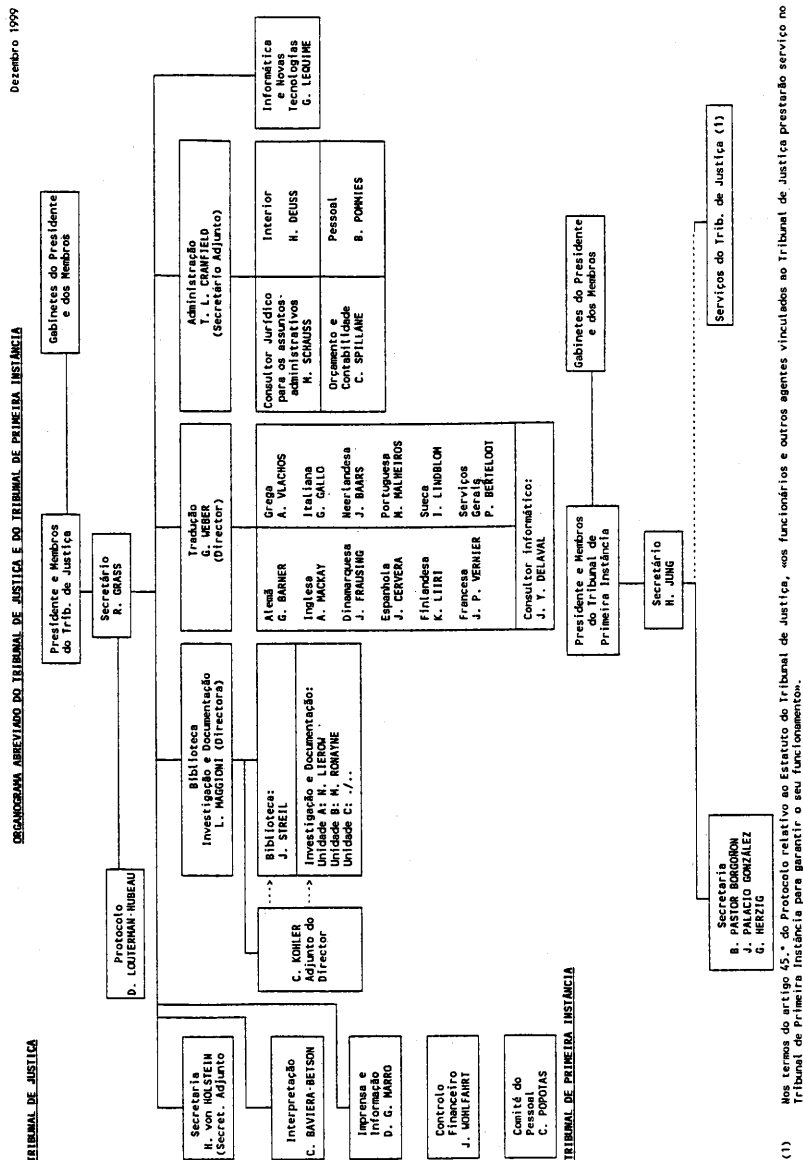 ORGANOGRAMA ABREVIADO DO TRIBUNAL DE JUSTIÇA E DO TRIBUNAL DE PRIMEIRA INSTÂNCIA
Dezembro 1999
TRIBUNAL DE JUSTIÇA
Presidente e Membros
do Trib. de Justiça
Gabinetes do Presidente
e dos Membros
Secretário
R. GRASS
Protocolo
D. LOUTERMAN-HUBEAU
Secretaria
H. von HOLSTEIN
(Secret. Adjunto
Interpretação
C. BAVIERA-BETSON
Imprensa e
Informação
D. G. MARRO
Controlo
Financeiro
J. WOHLFAHRT
Comité do
Pessoal
C. POPOTAS
Biblioteca
Investigação e Documentação
L. MAGGIONI (Directora)
C. KOHLER
Adjunto do
Director
--->
--->
Biblioteca:
J. STREIL
Investigação e Documentação:
Unidade A: N. LIEROW
Unidade B: M. RONAYNE
Unidade C: ./..
Tradução
G. WEBER
(Director)
Alemã
G. BARNER
Inglesa
A. MACKAY
Dinamarquesa
J. FRAUSING
Espanhola
J. CERVERA
Finlandesa
K. LIIRI
Francesa
J. P. VERNIER
Grega
A. VLACHOS
Italiana
G. GALLO
Neerlandesa
J. BAARS
Portuguesa
M. MALHEIROS
Sueca
I. LINDBLOM
Serviços
Gerais
P. BERTELOOT
Consultor informático:
J. Y. DELAVAL
Administração
T. L. CRANFIELD
(Secretário Adjunto)
Consultor Jurídico
para os assuntos-
administrativos
M. SCHAUSS
Interior
H. DEUSS
Orçamento e
Contabilidade
C. SPILLANE
Pessoal
B. POMMIES
Informática
e Novas
Tecnologias
G. LEQUIME
TRIBUNAL DE PRIMEIRA INSTÂNCIA
Presidente e Membros
do Tribunal de
Primeira Instância
Gabinetes do Presidente
e dos Membros
Secretário
H. JUNG
Secretaria
B. PASTOR BORGOÑON
J. PALACIO GONZÁLEZ
G. HERZIG
Serviços do Trib. de Justiça (1)
(1) Nos termos do artigo 45.° do Protocolo relativo ao Estatuto do Tribunal de Justiça, «os funcionários e outros agentes vinculados ao Tribunal de Justiça prestarão serviço no
Tribunal de Primeira Instância para garantir o seu funcionamento».